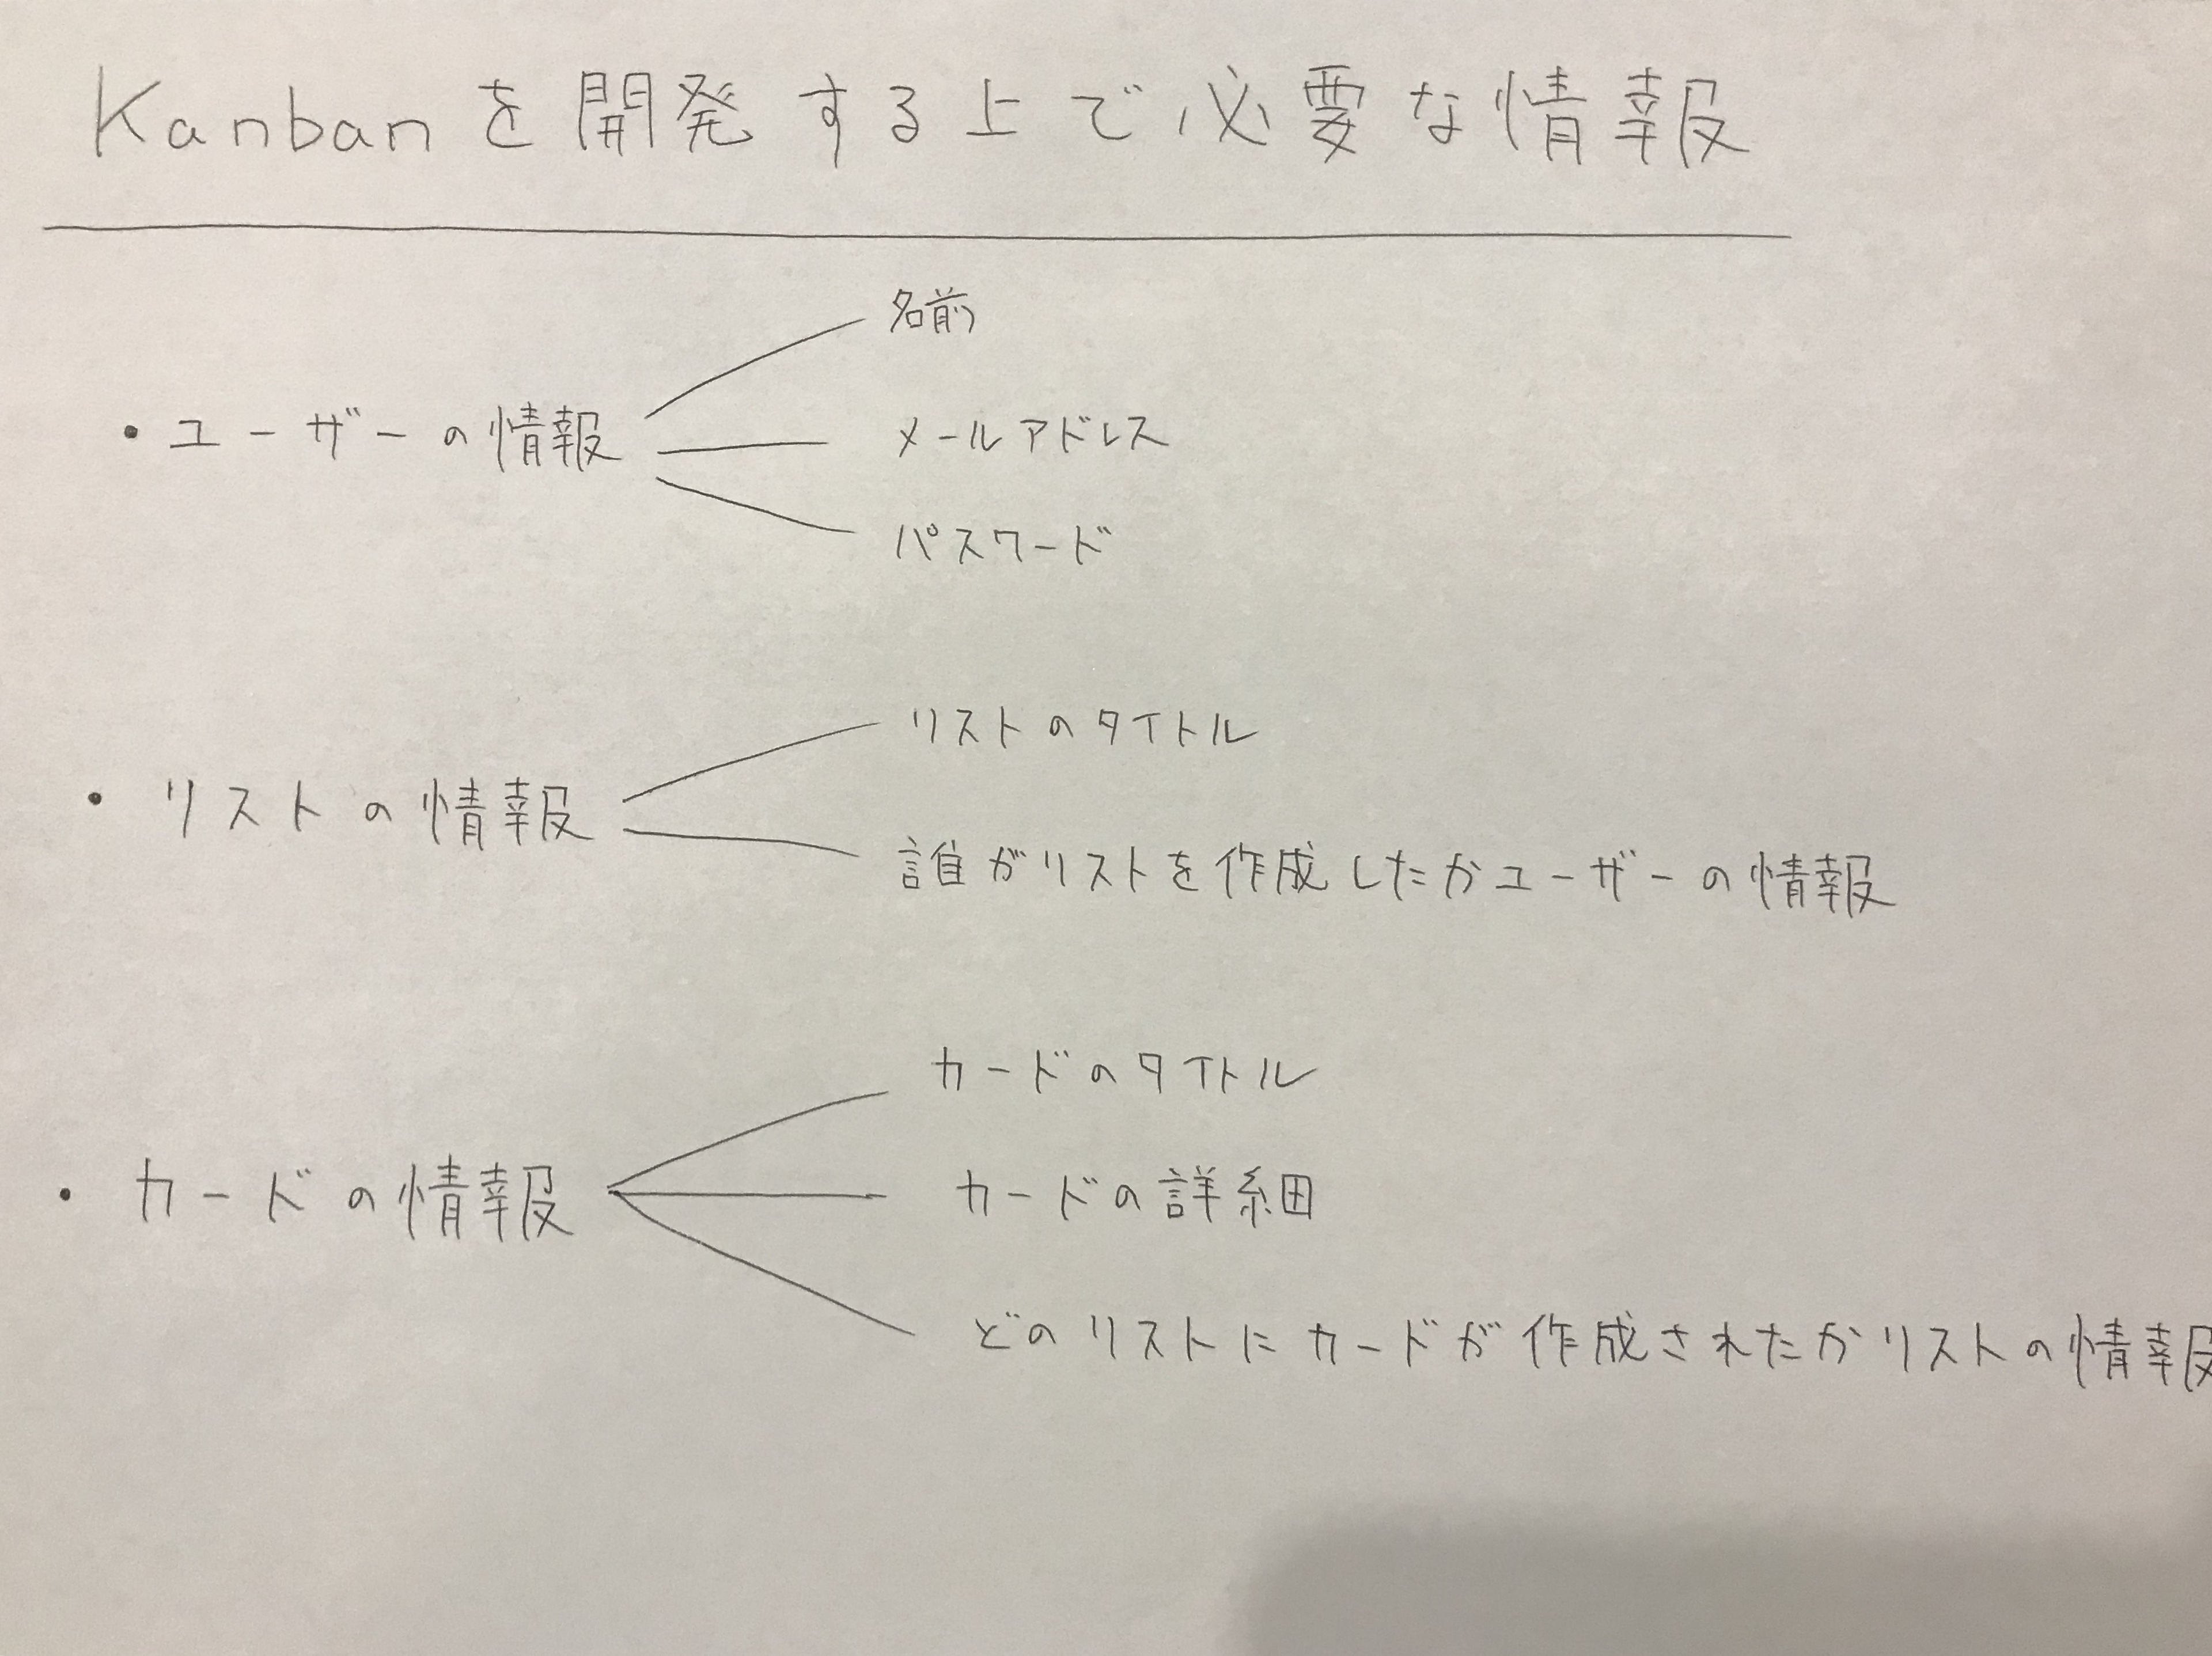 Kanbanを開発する上で必要な情報
名前
・ユーザーの情報
メールアドレス
パスワード
リストのタイトル
・リストの情報
誰がリストを作成したかユーザーの情報
カードのタイトル
・カードの情報
カードの詳細
どのリストにカードが作成されたかリストの情報